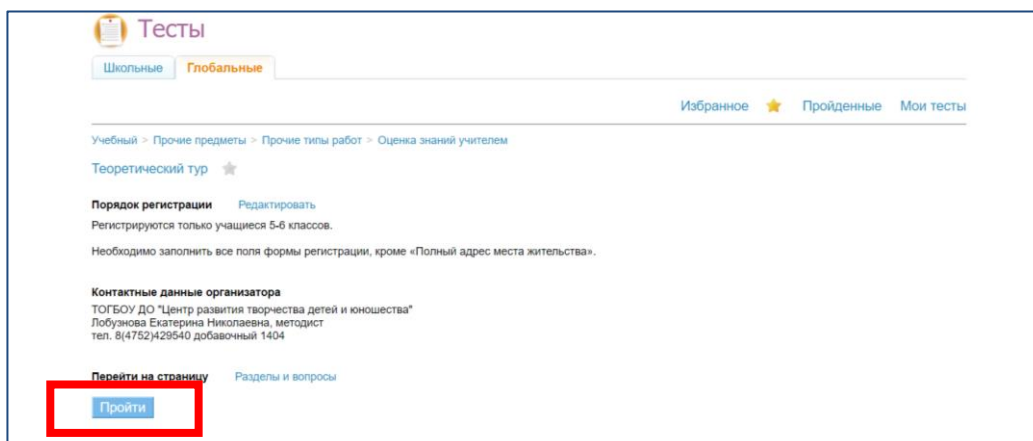 Тесты
Школьные Глобальные
Избранное Пройденные Мои тесты
Учебный > Прочие предметы > Прочие типы работ > Оценка знаний учителем
Теоретический тур
Порядок регистрации Редактировать
Регистрируются только учащиеся 5-6 классов.
Необходимо заполнить все поля формы регистрации, кроме «Полный адрес места жительства».
Контактные данные организатора
ТОГБОУ ДО "Центр развития творчества детей и юношества"
Лобузнова Екатерина Николаевна, методист
тел. 8(4752)429540 добавочный 1404
Перейти на страницу Разделы и вопросы
Пройти